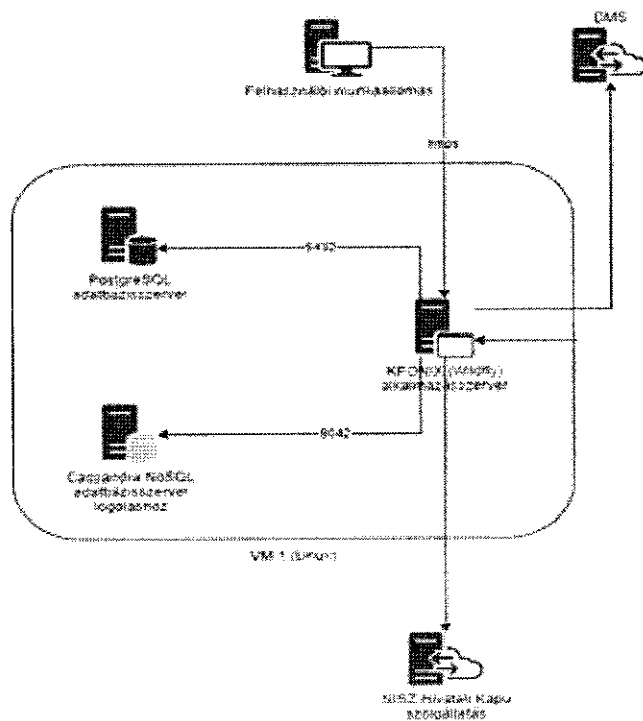 DMS
Felhasználói munkaállomás
https
5432
PostgreSQL
adatbázisszerver
(Wildfly)
alkalmazásszerver
9042
Cassandra NoSQL
adatbázisszerver
logoláshoz
VM 1 (Linux)
NISZ Hivatali Kapu
szolgáltatás